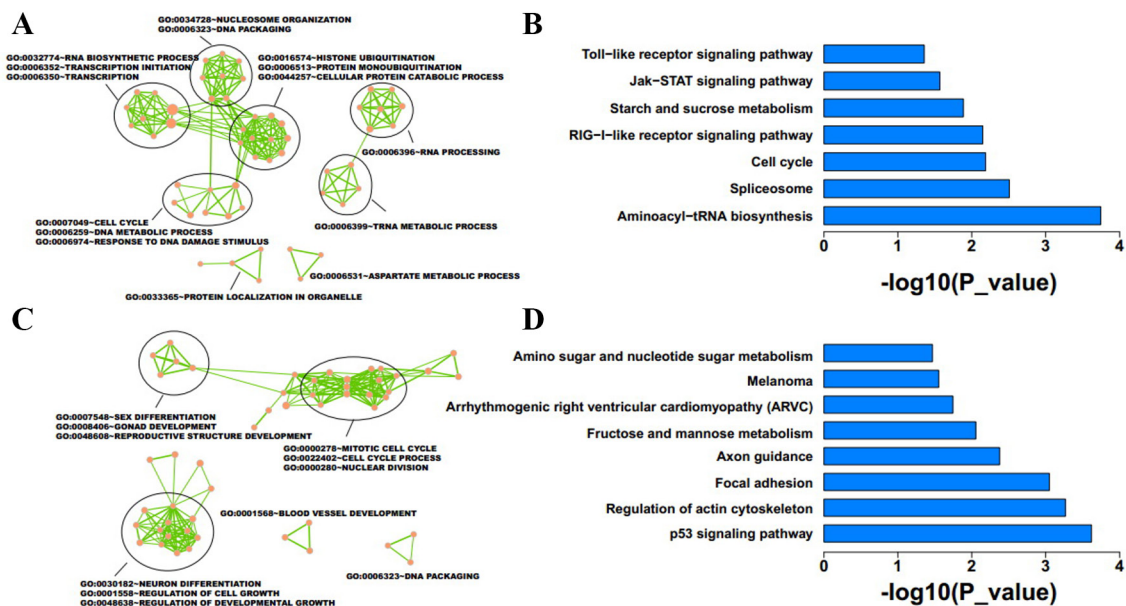 A
GO:0034728~NUCLEOSOME ORGANIZATION
GO:0006323~DNA PACKAGING
GO:0032774~RNA BIOSYNTHETIC PROCESS
GO:0006352~TRANSCRIPTION INITIATION
GO:0006350~TRANSCRIPTION
GO:0016574~HISTONE UBIQUITINATION
GO:0006513~PROTEIN MONOUBIQUITINATION
GO:0044257~CELLULAR PROTEIN CATABOLIC PROCESS
GO:0006396~RNA PROCESSING
GO:0007049~CELL CYCLE
GO:0006259~DNA METABOLIC PROCESS
GO:0006974~RESPONSE TO DNA DAMAGE STIMULUS
GO:0006399~TRNA METABOLIC PROCESS
GO:0006531~ASPARTATE METABOLIC PROCESS
GO:0033365~PROTEIN LOCALIZATION IN ORGANELLE
B
Toll−like receptor signaling pathway
Jak−STAT signaling pathway
Starch and sucrose metabolism
RIG−I−like receptor signaling pathway
Cell cycle
Spliceosome
Aminoacyl−tRNA biosynthesis
0 1 2 3 4
-log10(P_value)
C
GO:0007548~SEX DIFFERENTIATION
GO:0008406~GONAD DEVELOPMENT
GO:0048608~REPRODUCTIVE STRUCTURE DEVELOPMENT
GO:0000278~MITOTIC CELL CYCLE
GO:0022402~CELL CYCLE PROCESS
GO:0000280~NUCLEAR DIVISION
GO:0001568~BLOOD VESSEL DEVELOPMENT
GO:0006323~DNA PACKAGING
GO:0030182~NEURON DIFFERENTIATION
GO:0001558~REGULATION OF CELL GROWTH
GO:0048638~REGULATION OF DEVELOPMENTAL GROWTH
D
Amino sugar and nucleotide sugar metabolism
Melanoma
Arrhythmogenic right ventricular cardiomyopathy (ARVC)
Fructose and mannose metabolism
Axon guidance
Focal adhesion
Regulation of actin cytoskeleton
p53 signaling pathway
0 1 2 3 4
-log10(P_value)